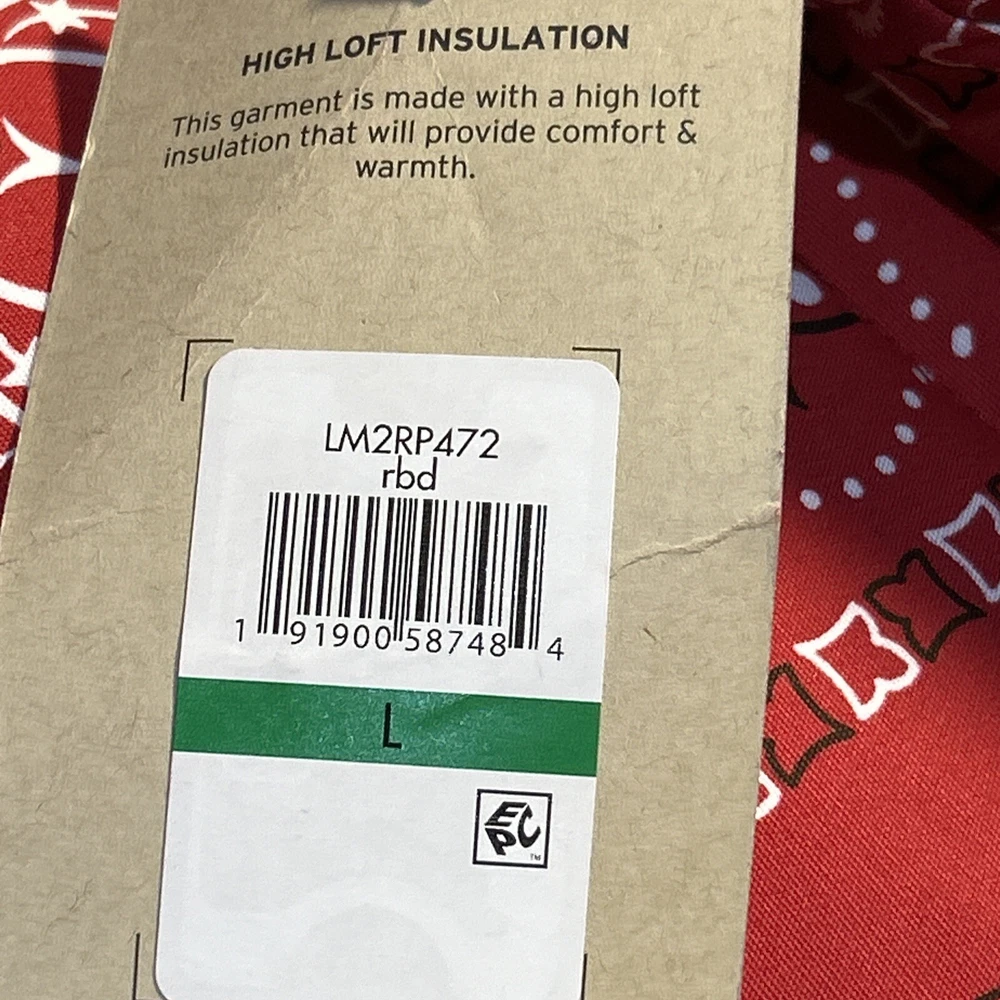 HIGH LOFT INSULATION
This garment is made with a high loft
insulation that will provide comfort &
warmth.
LM2RP472
rbd
1 91900 58748 4
L
EPC
TM